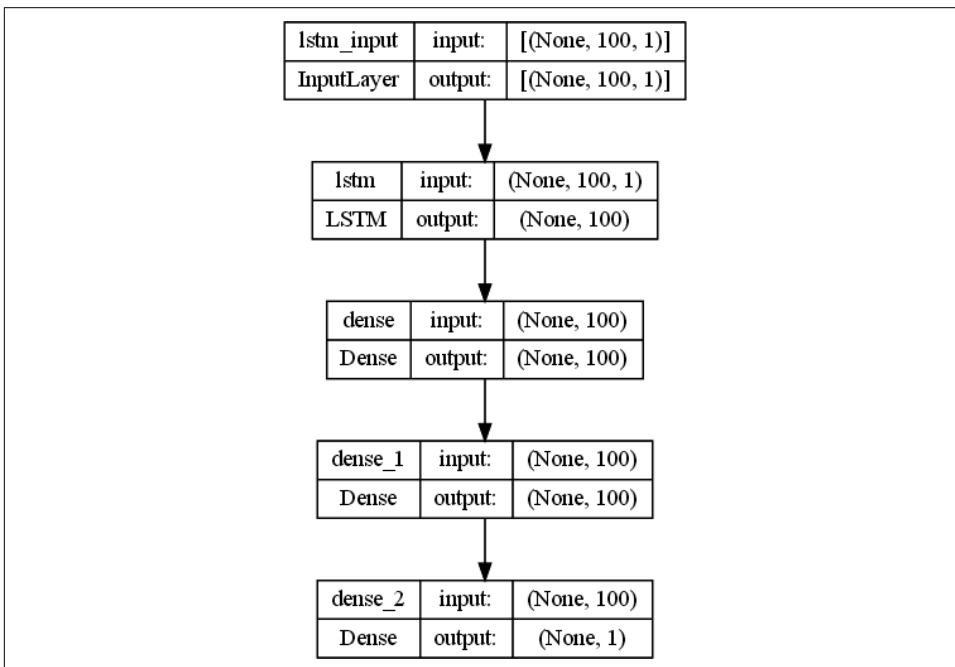 lstm_input input: [(None, 100, 1)]
InputLayer output: [(None, 100, 1)]
lstm input: (None, 100, 1)
LSTM output: (None, 100)
dense input: (None, 100)
Dense output: (None, 100)
dense_1 input: (None, 100)
Dense output: (None, 100)
dense_2 input: (None, 100)
Dense output: (None, 1)